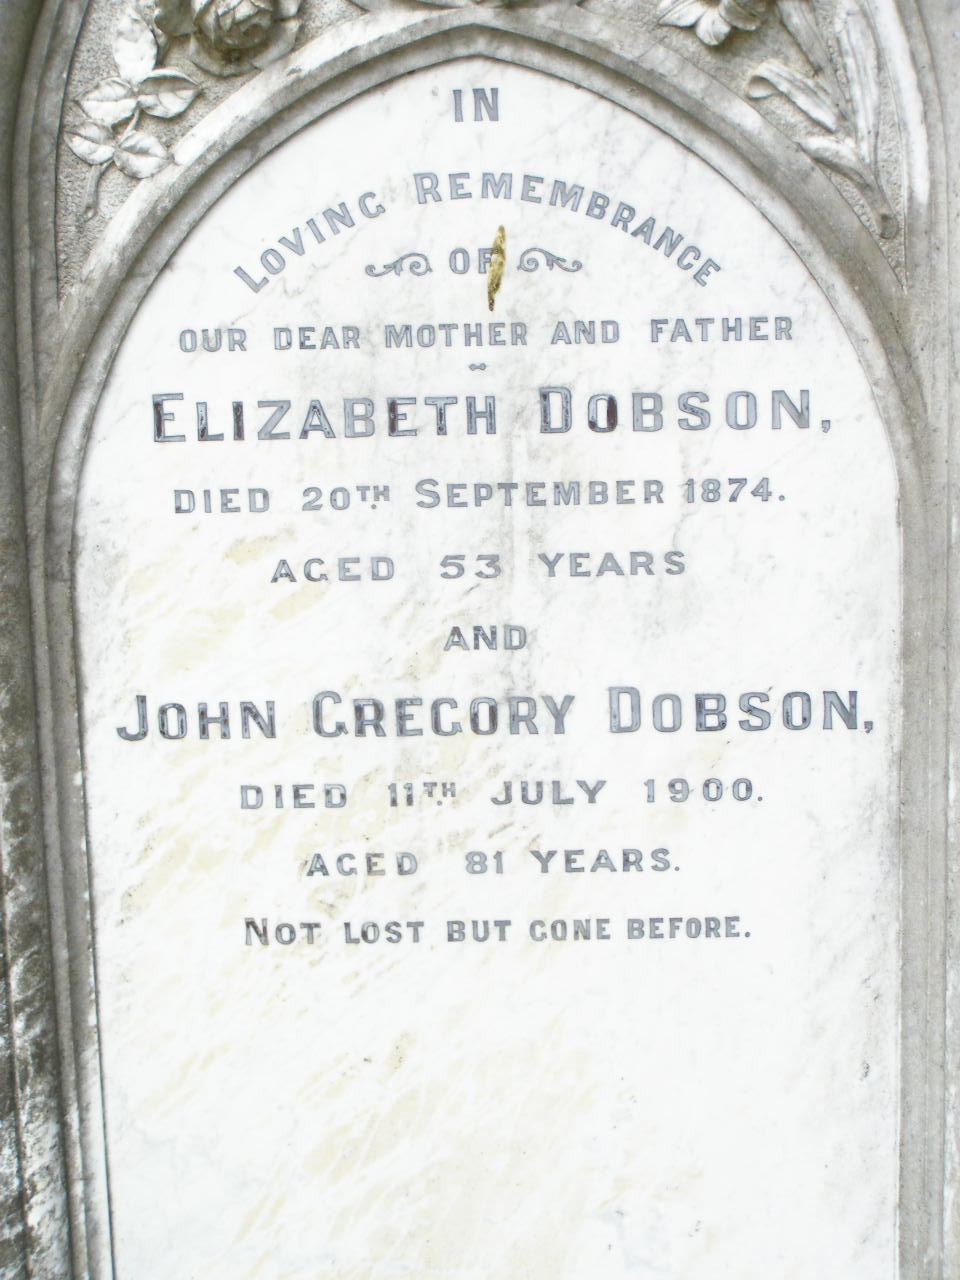 IN
LOVING REMEMBRANCE
OF
OUR DEAR MOTHER AND FATHER
ELIZABETH DOBSON,
DIED 20TH SEPTEMBER 1874.
AGED 53 YEARS
AND
JOHN GREGORY DOBSON,
DIED 11TH JULY 1900.
AGED 81 YEARS.
NOT LOST BUT GONE BEFORE.